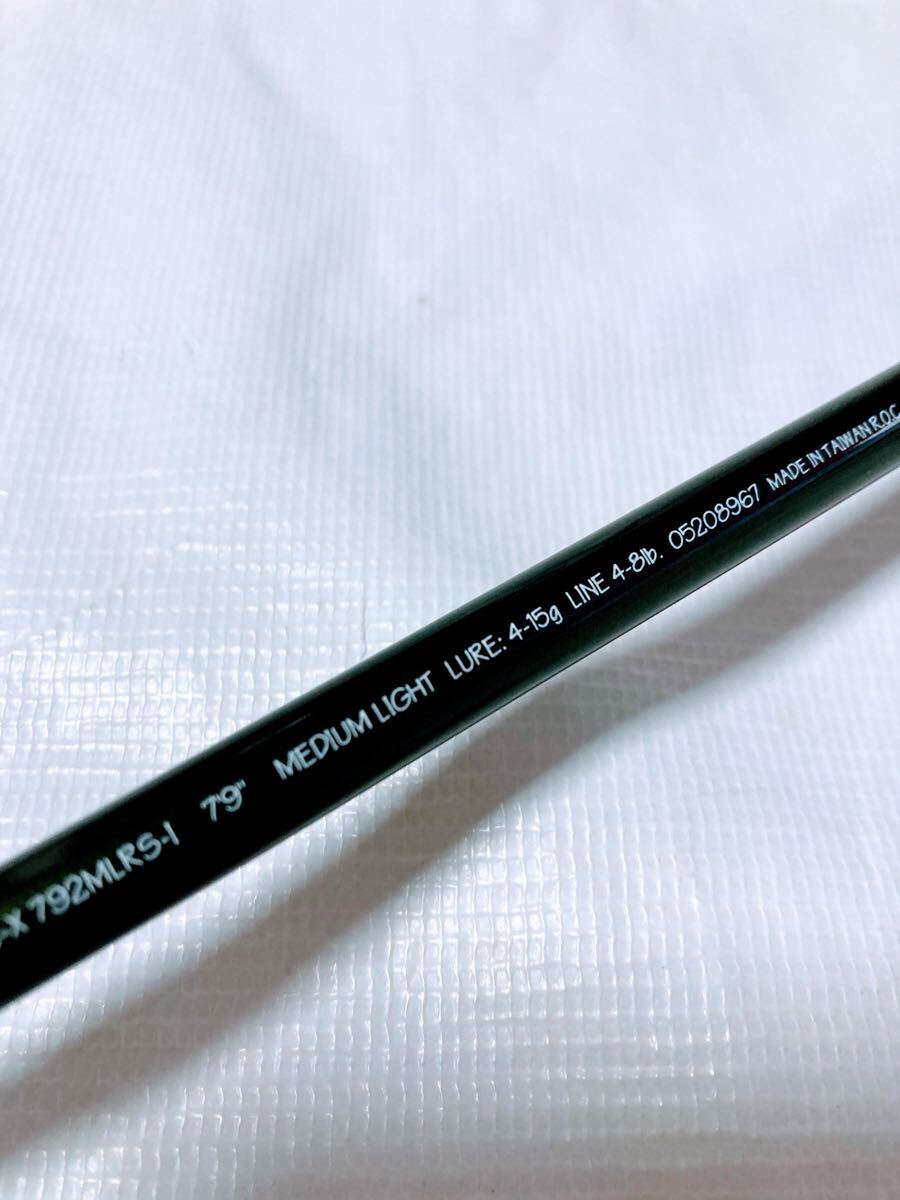 -X 792MLRS-I 7'9" MEDIUM LIGHT LURE: 4-15g LINE 4-8lb. 05208967 MADE IN TAIWAN R.O.C